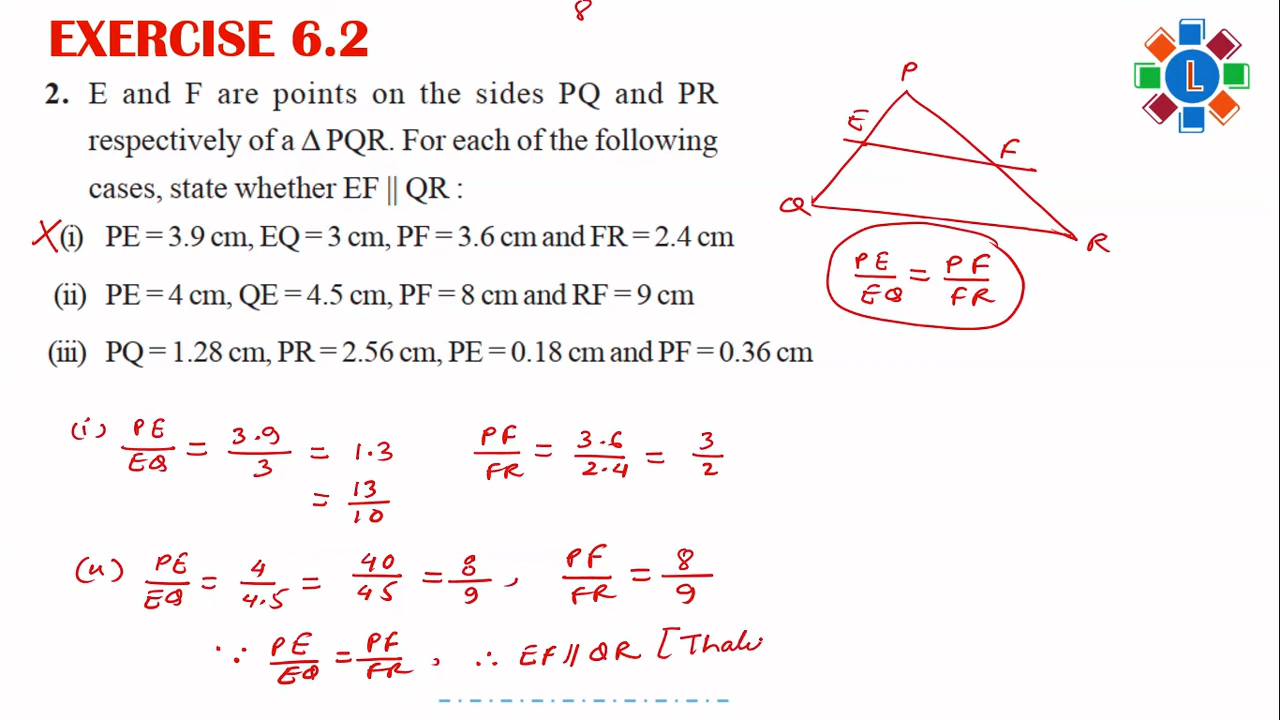 8
EXERCISE 6.2
L
2. E and F are points on the sides PQ and PR
respectively of a Δ PQR. For each of the following
cases, state whether EF || QR :
(i) PE = 3.9 cm, EQ = 3 cm, PF = 3.6 cm and FR = 2.4 cm
(ii) PE = 4 cm, QE = 4.5 cm, PF = 8 cm and RF = 9 cm
(iii) PQ = 1.28 cm, PR = 2.56 cm, PE = 0.18 cm and PF = 0.36 cm
P
E
F
Q
R
PE/EQ = PF/FR
(i) PE/EQ = 3.9/3 = 1.3
= 13/10
PF/FR = 3.6/2.4 = 3/2
(ii) PE/EQ = 4/4.5 = 40/45 = 8/9 , PF/FR = 8/9
∵ PE/EQ = PF/FR , ∴ EF || QR [Thale